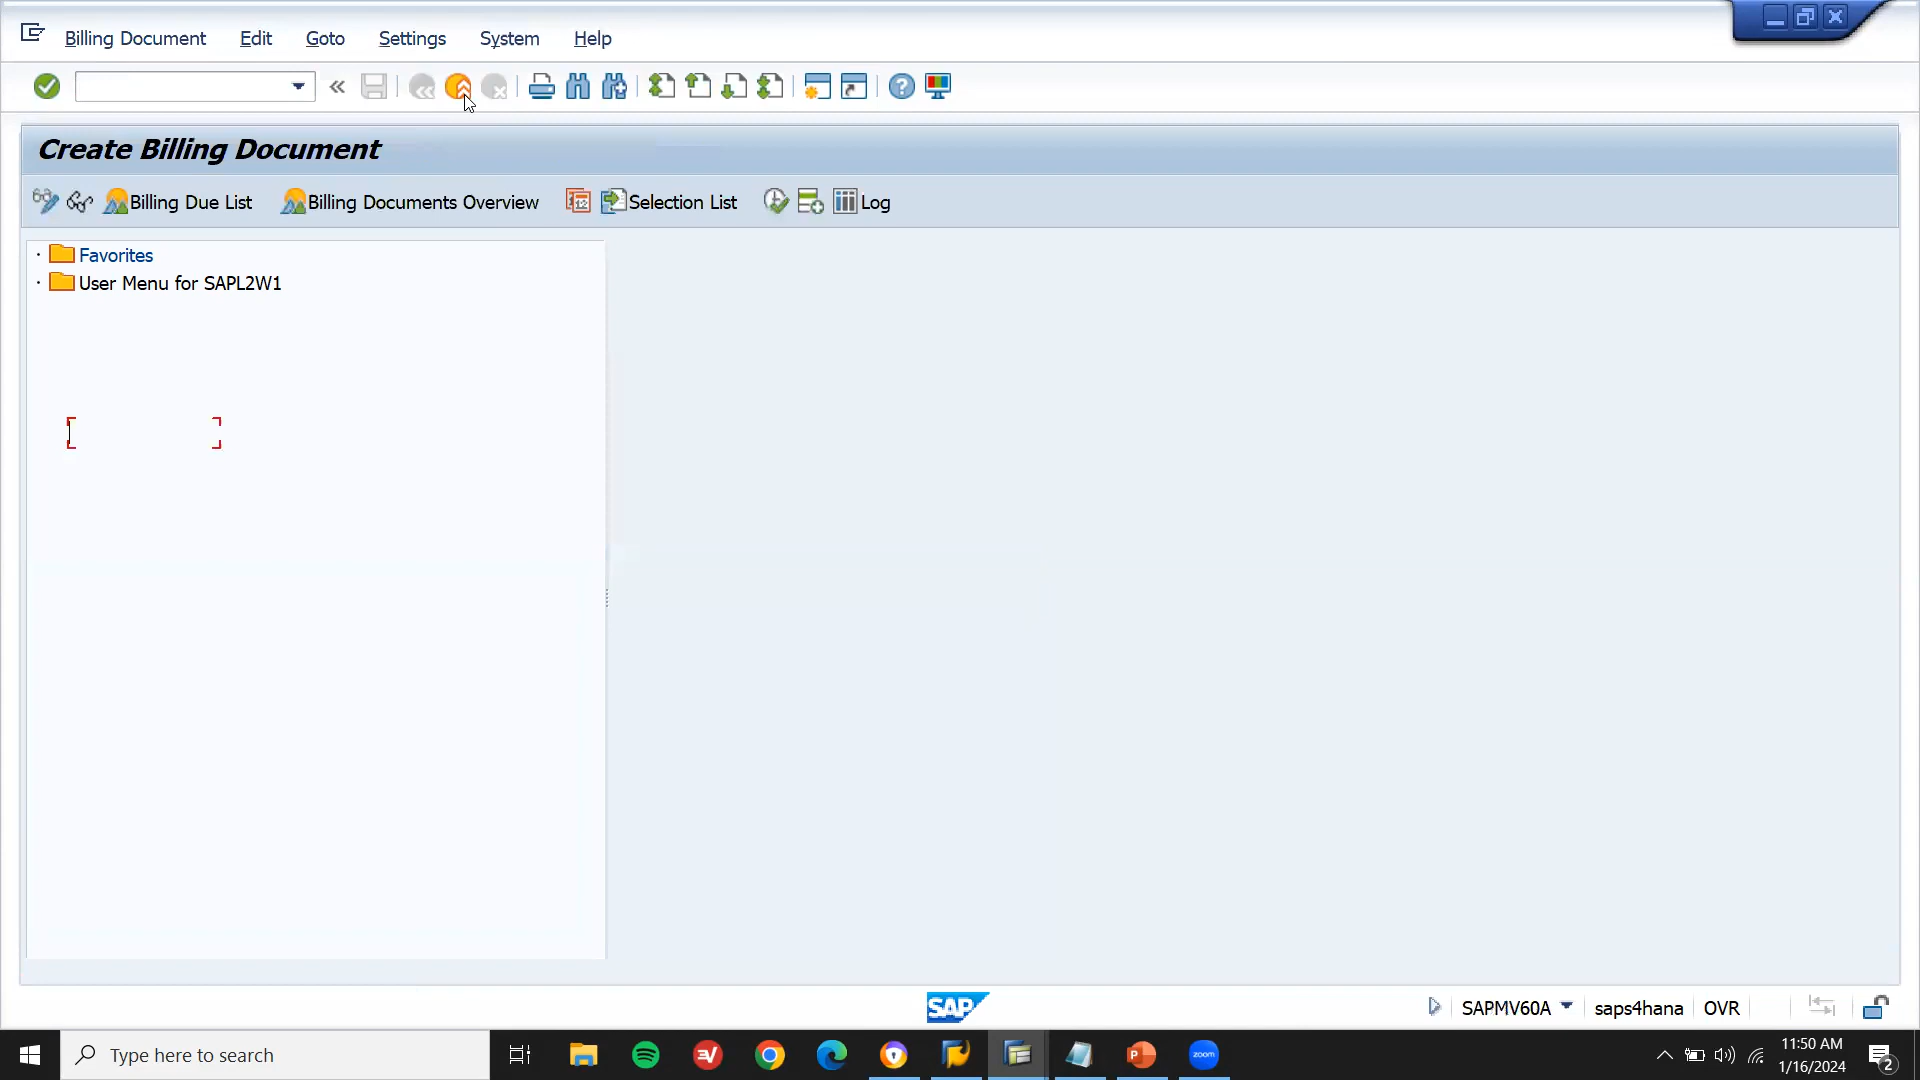 Billing Document Edit Goto Settings System Help
Create Billing Document
Billing Due List Billing Documents Overview Selection List Log
Favorites
User Menu for SAPL2W1
SAP SAPMV60A saps4hana OVR
Type here to search
zoom
11:50 AM
1/16/2024
2